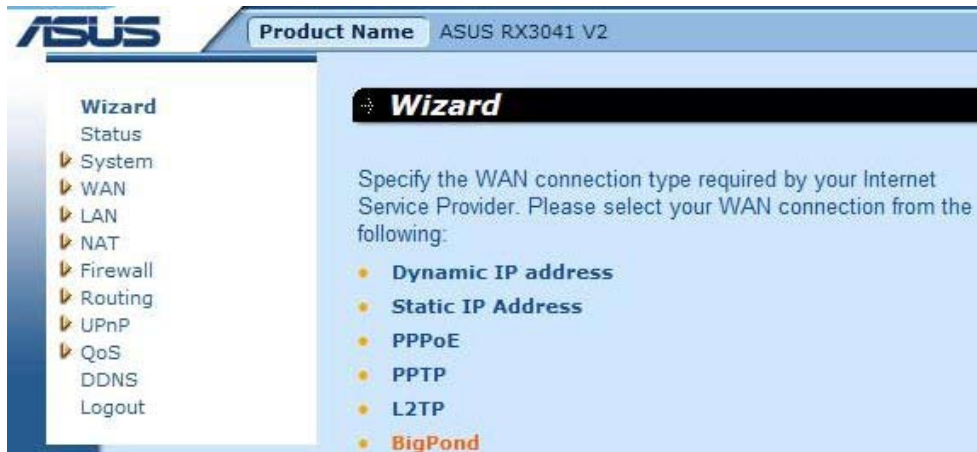 ASUS
Product Name ASUS RX3041 V2
Wizard
Status
System
WAN
LAN
NAT
Firewall
Routing
UPnP
QoS
DDNS
Logout
Wizard
Specify the WAN connection type required by your Internet
Service Provider. Please select your WAN connection from the
following:
Dynamic IP address
Static IP Address
PPPoE
PPTP
L2TP
BigPond